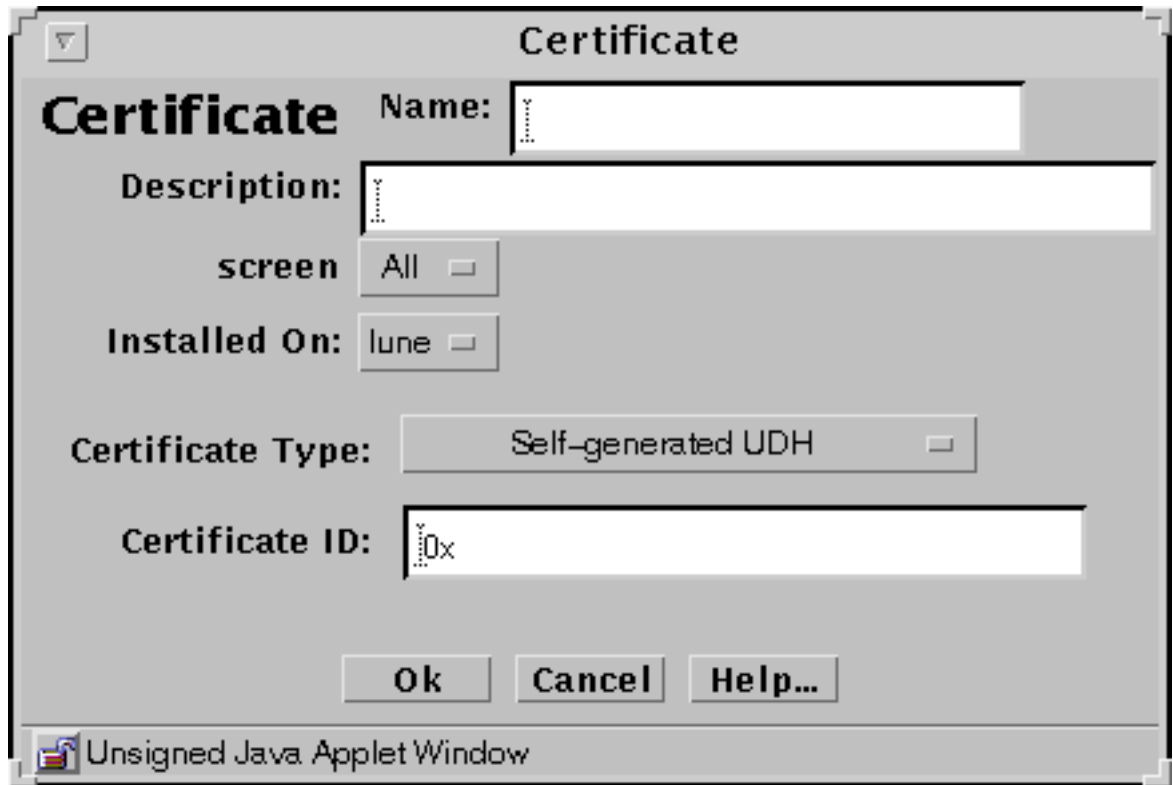 Certificate
Certificate Name:
Description:
screen All
Installed On: lune
Certificate Type: Self-generated UDH
Certificate ID: 0x
Ok Cancel Help...
Unsigned Java Applet Window